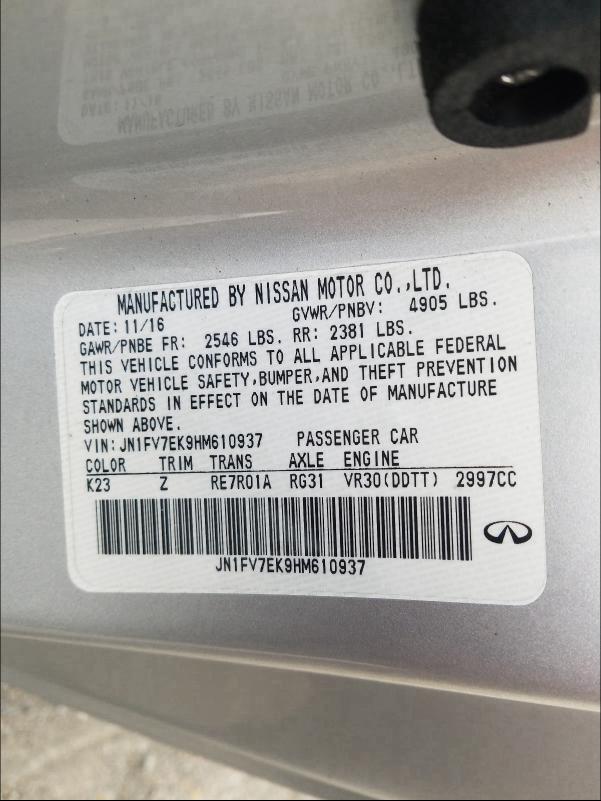 MANUFACTURED BY NISSAN MOTOR CO.,LTD.
DATE: 11/16 GVWR/PNBV: 4905 LBS.
GAWR/PNBE FR: 2546 LBS. RR: 2381 LBS.
THIS VEHICLE CONFORMS TO ALL APPLICABLE FEDERAL
MOTOR VEHICLE SAFETY,BUMPER,AND THEFT PREVENTION
STANDARDS IN EFFECT ON THE DATE OF MANUFACTURE
SHOWN ABOVE.
VIN: JN1FV7EK9HM610937 PASSENGER CAR
COLOR TRIM TRANS AXLE ENGINE
K23 Z RE7R01A RG31 VR30(DDTT) 2997CC
JN1FV7EK9HM610937